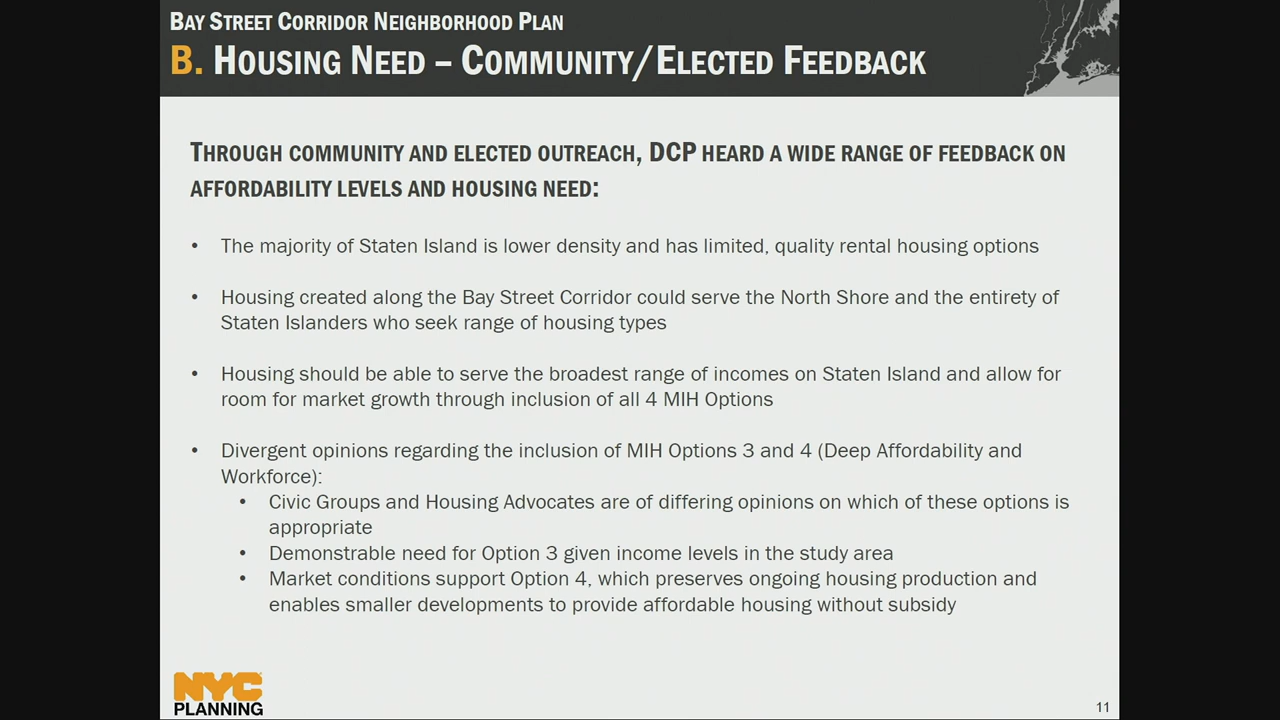 BAY STREET CORRIDOR NEIGHBORHOOD PLAN
B. HOUSING NEED – COMMUNITY/ELECTED FEEDBACK
THROUGH COMMUNITY AND ELECTED OUTREACH, DCP HEARD A WIDE RANGE OF FEEDBACK ON
AFFORDABILITY LEVELS AND HOUSING NEED:
• The majority of Staten Island is lower density and has limited, quality rental housing options
• Housing created along the Bay Street Corridor could serve the North Shore and the entirety of
Staten Islanders who seek range of housing types
• Housing should be able to serve the broadest range of incomes on Staten Island and allow for
room for market growth through inclusion of all 4 MIH Options
• Divergent opinions regarding the inclusion of MIH Options 3 and 4 (Deep Affordability and
Workforce):
• Civic Groups and Housing Advocates are of differing opinions on which of these options is
appropriate
• Demonstrable need for Option 3 given income levels in the study area
• Market conditions support Option 4, which preserves ongoing housing production and
enables smaller developments to provide affordable housing without subsidy
NYC
PLANNING
11